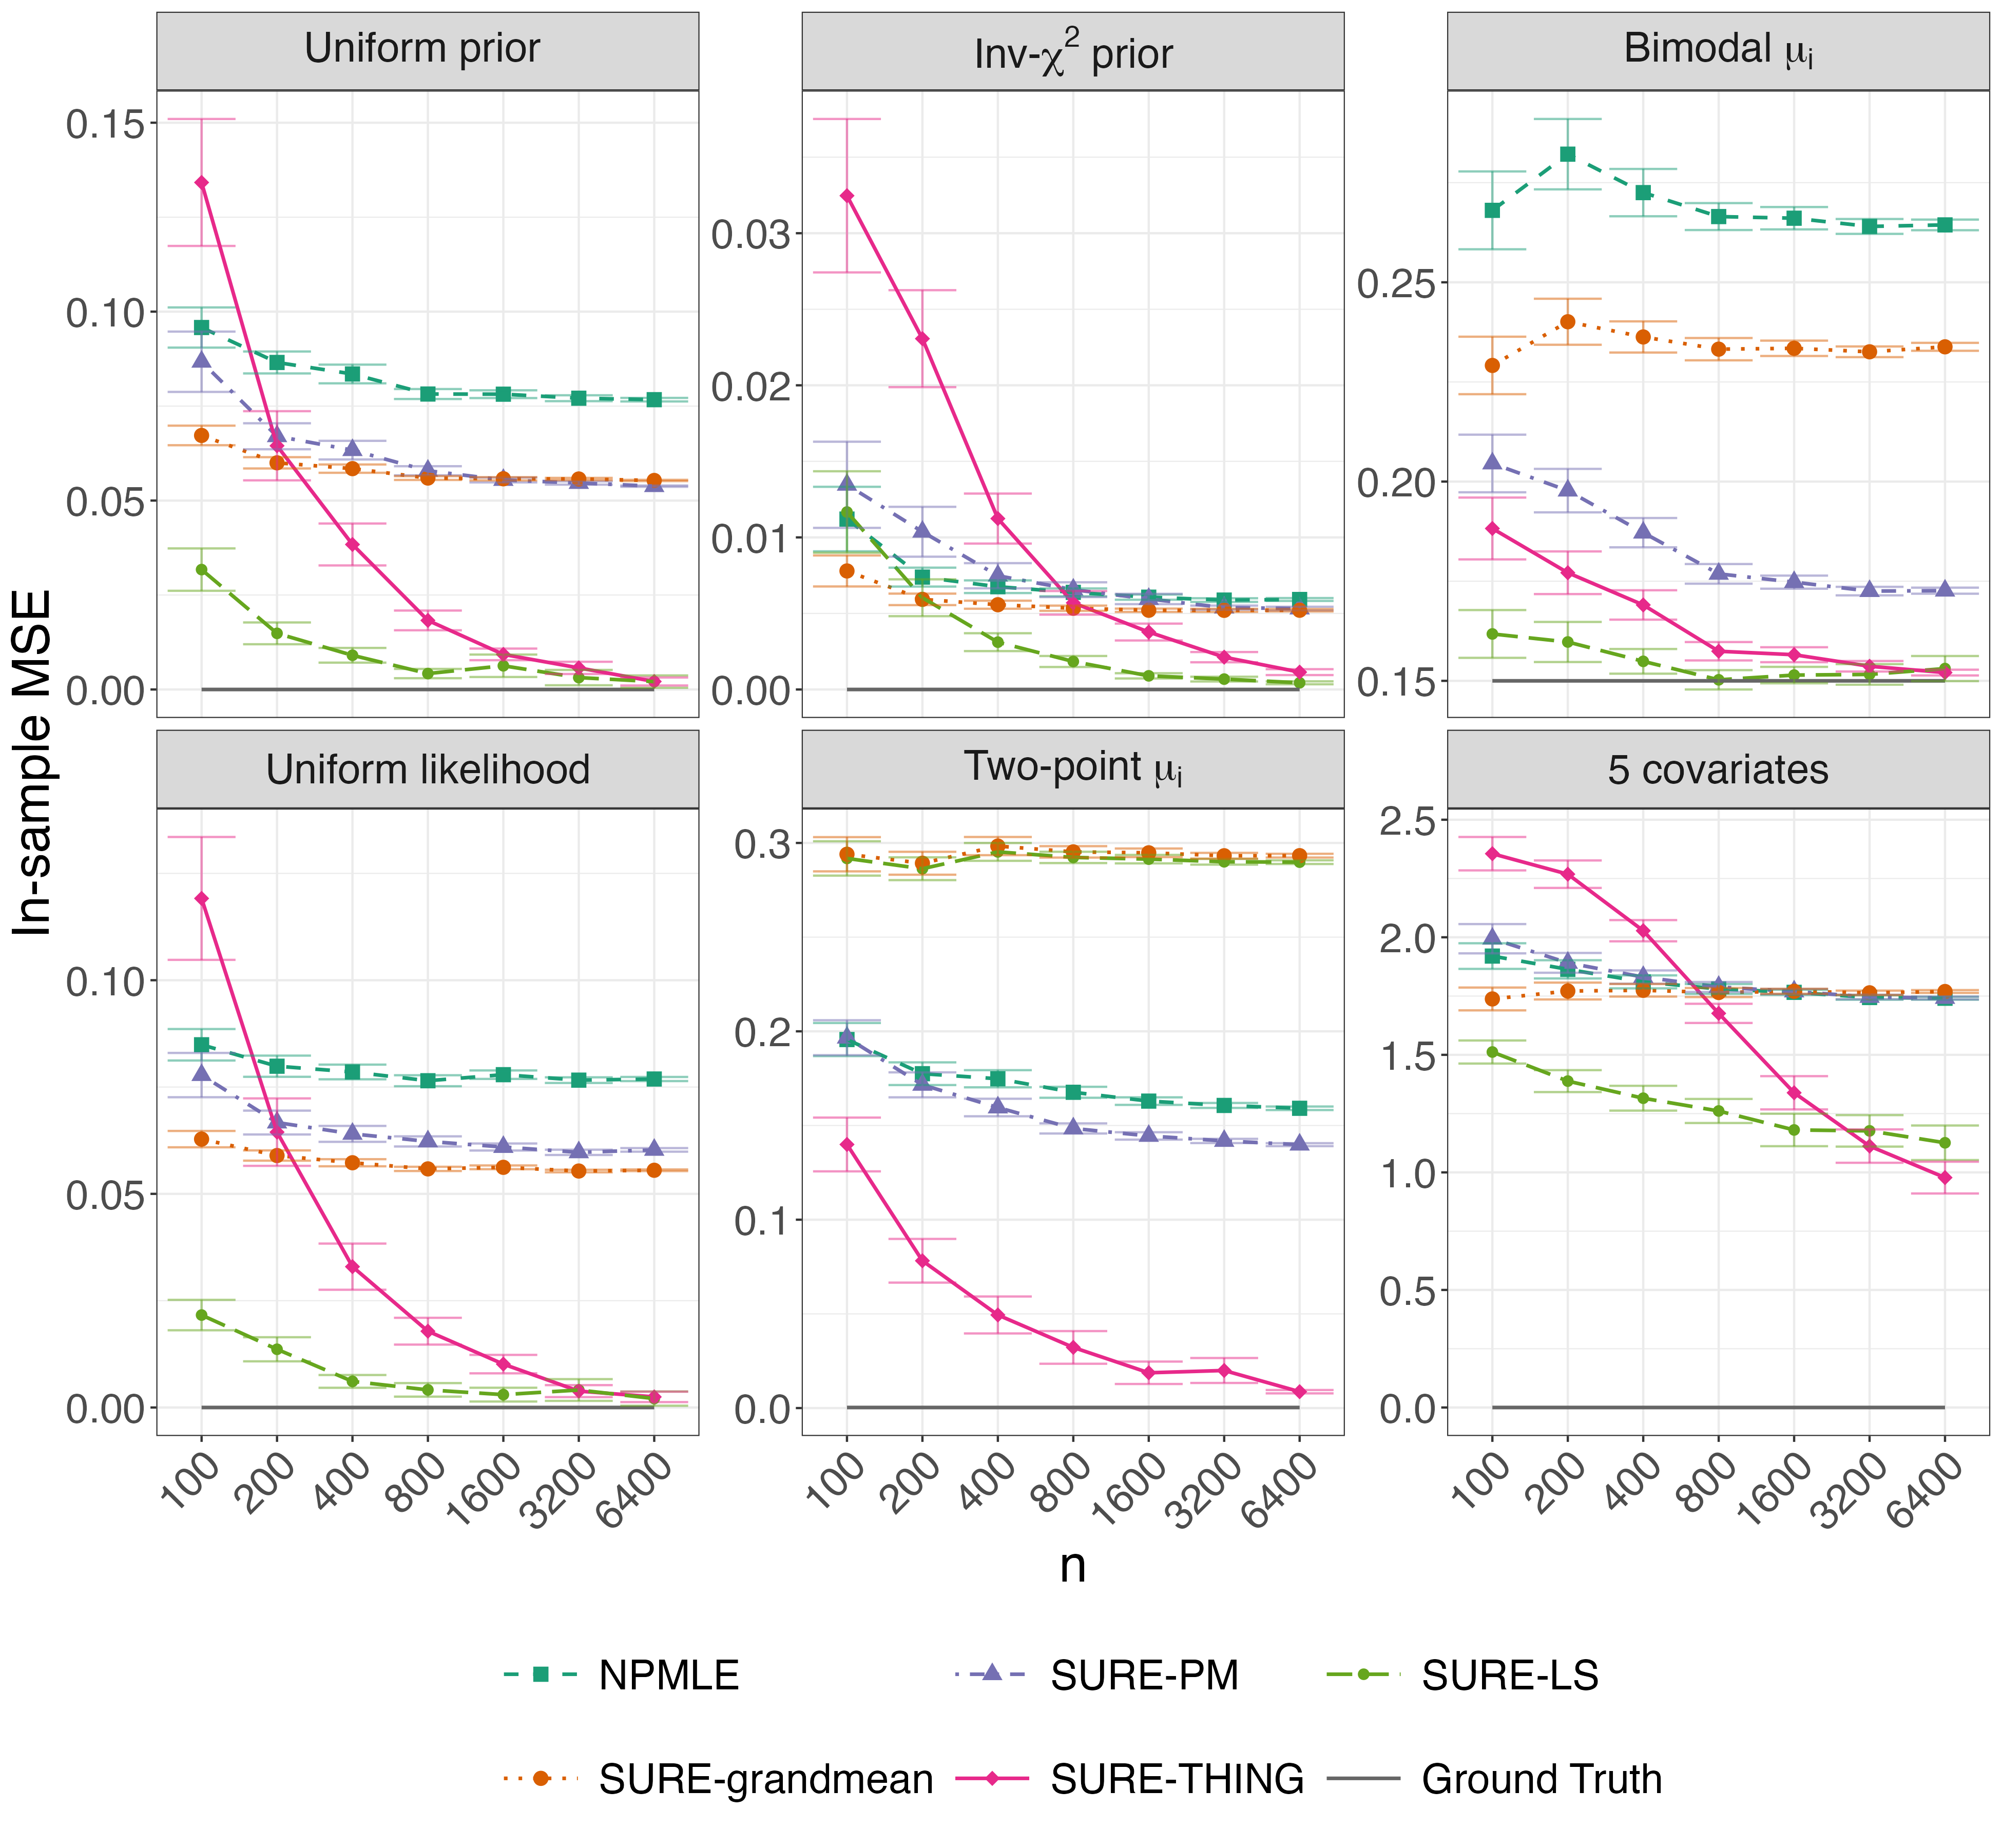 Uniform prior
Inv-χ² prior
Bimodal μᵢ
0.15
0.10
0.05
0.00
0.03
0.02
0.01
0.00
0.25
0.20
0.15
In-sample MSE
Uniform likelihood
Two-point μᵢ
5 covariates
0.10
0.05
0.00
0.3
0.2
0.1
0.0
2.5
2.0
1.5
1.0
0.5
0.0
100 200 400 800 1600 3200 6400
100 200 400 800 1600 3200 6400
100 200 400 800 1600 3200 6400
n
NPMLE SURE-PM SURE-LS
SURE-grandmean SURE-THING Ground Truth